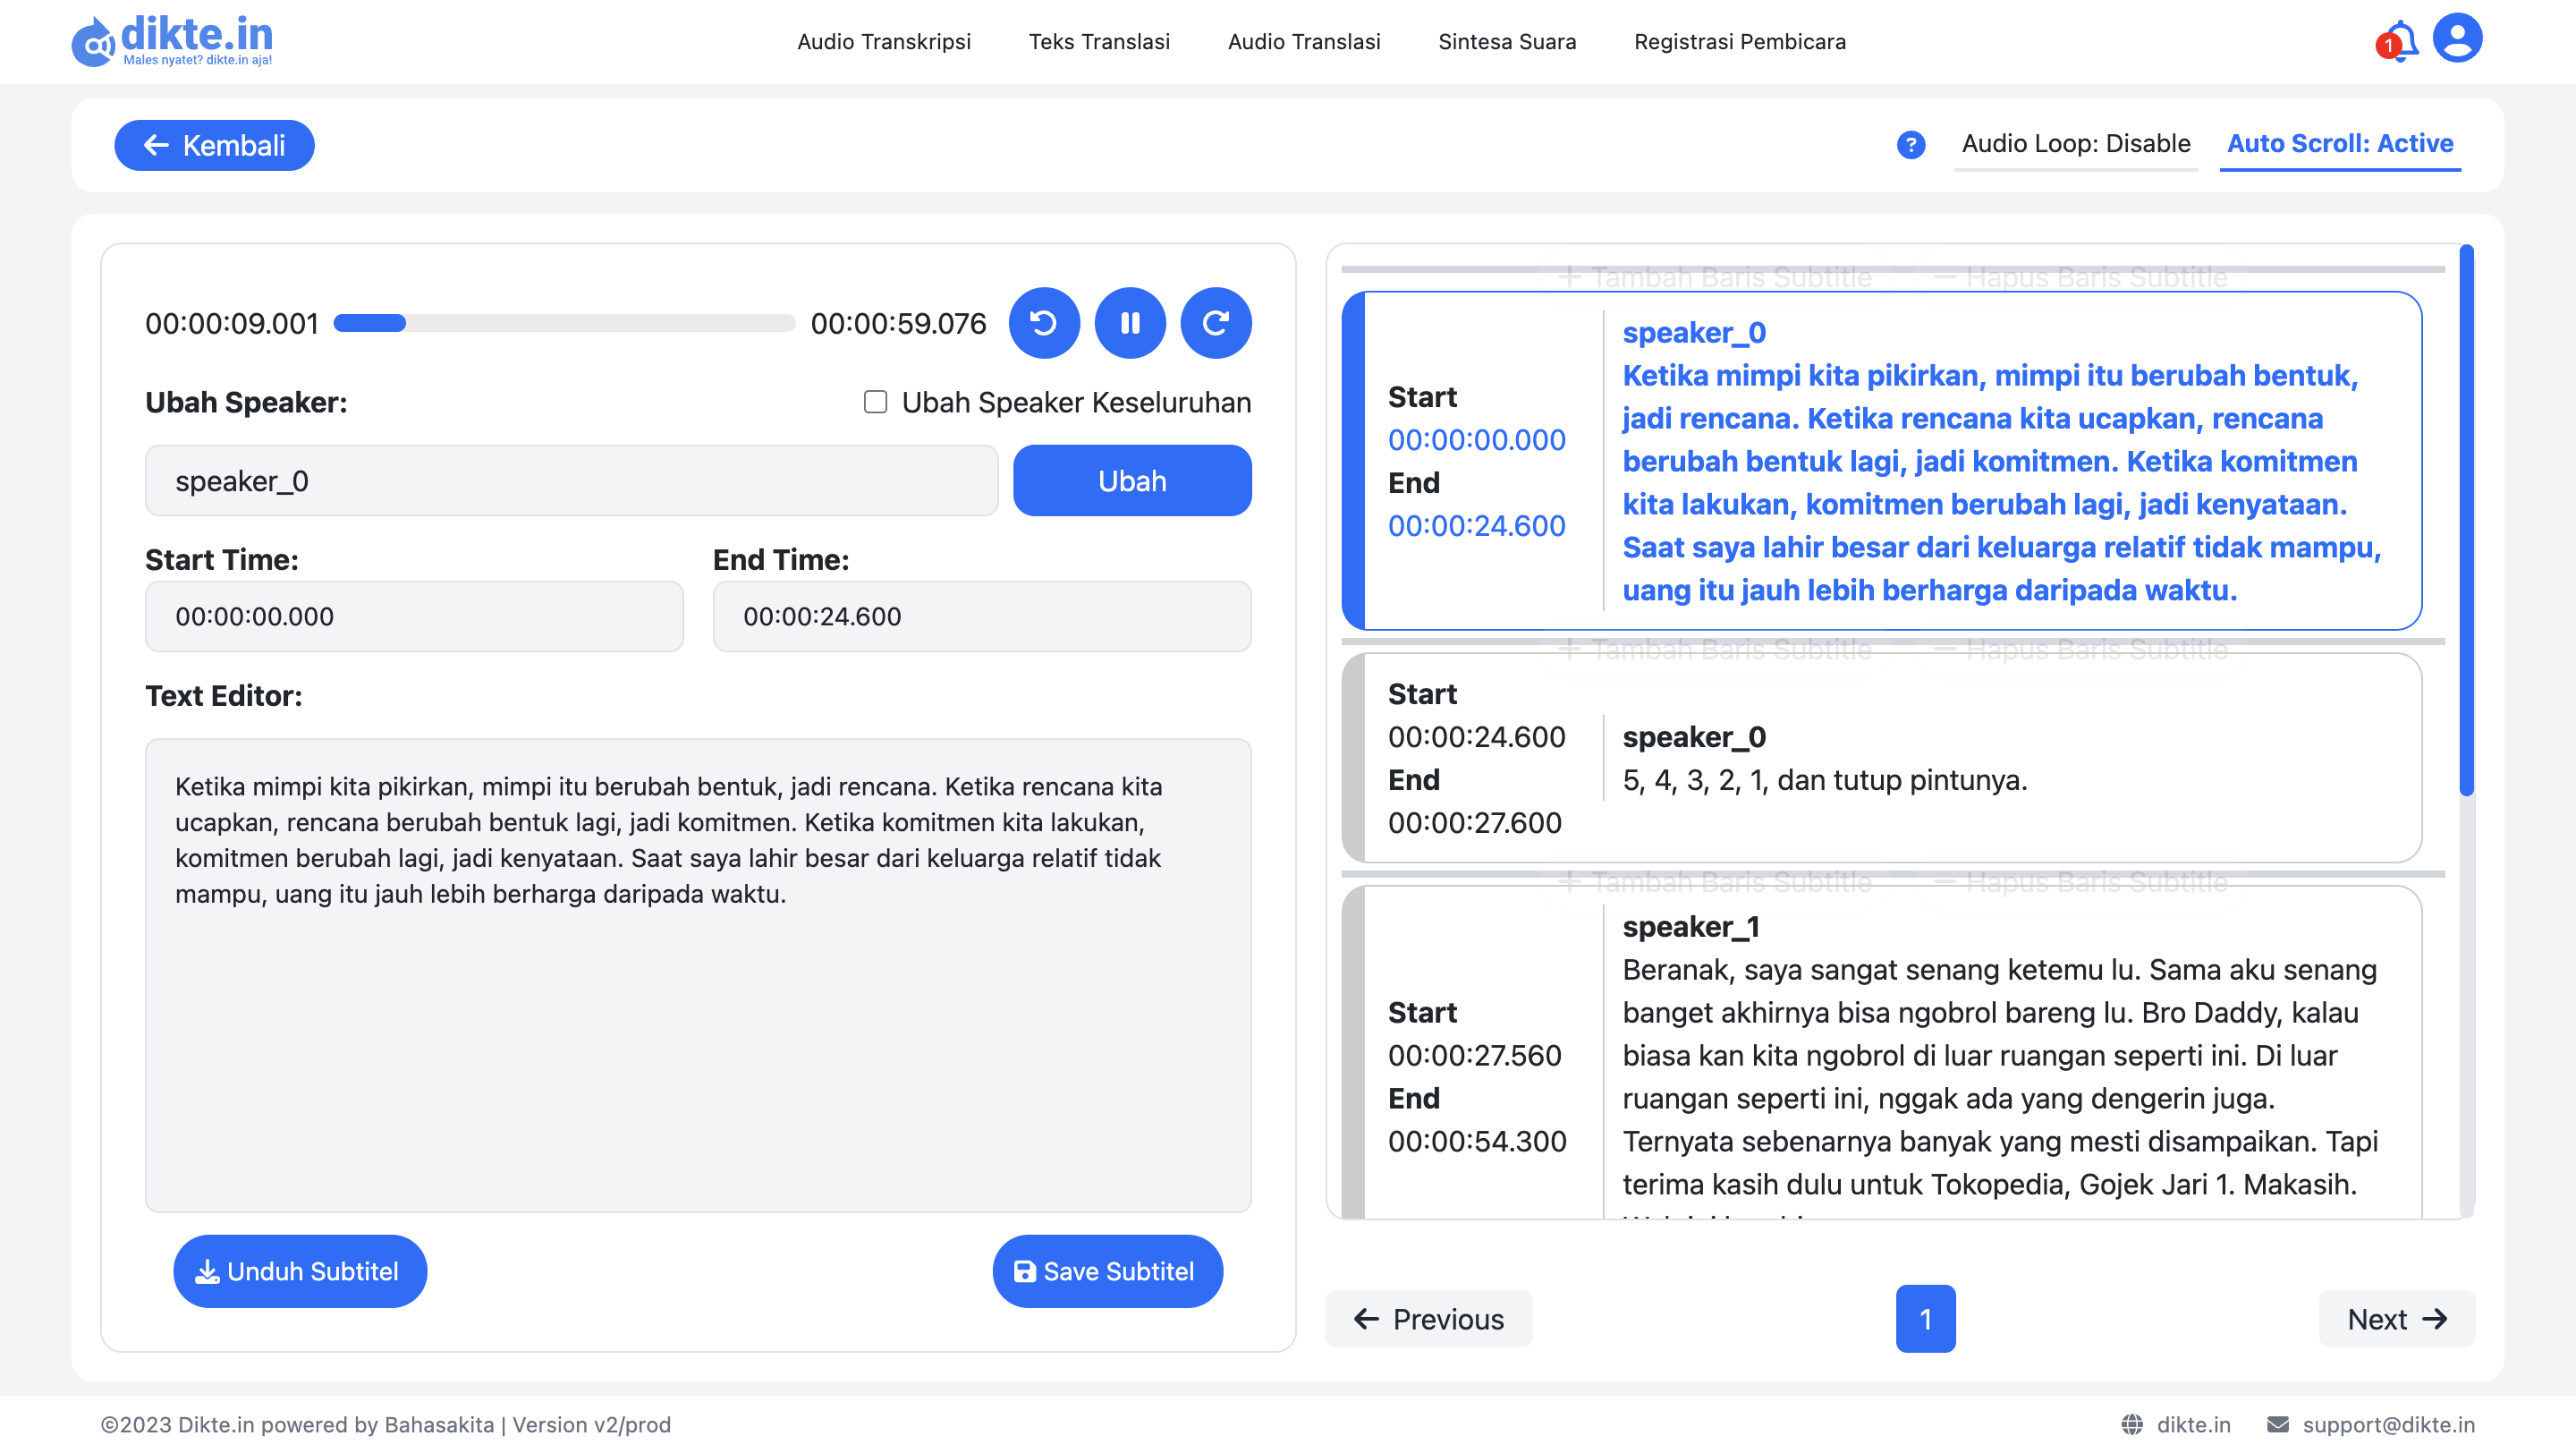 dikte.in
Males nyatet? dikte.in aja!
Audio Transkripsi
Teks Translasi
Audio Translasi
Sintesa Suara
Registrasi Pembicara
1
Kembali
?
Audio Loop: Disable
Auto Scroll: Active
00:00:09.001
00:00:59.076
Ubah Speaker:
Ubah Speaker Keseluruhan
speaker_0
Ubah
Start Time:
End Time:
00:00:00.000
00:00:24.600
Text Editor:
Ketika mimpi kita pikirkan, mimpi itu berubah bentuk, jadi rencana. Ketika rencana kita
ucapkan, rencana berubah bentuk lagi, jadi komitmen. Ketika komitmen kita lakukan,
komitmen berubah lagi, jadi kenyataan. Saat saya lahir besar dari keluarga relatif tidak
mampu, uang itu jauh lebih berharga daripada waktu.
Unduh Subtitel
Save Subtitel
+ Tambah Baris Subtitle
− Hapus Baris Subtitle
Start
00:00:00.000
End
00:00:24.600
speaker_0
Ketika mimpi kita pikirkan, mimpi itu berubah bentuk,
jadi rencana. Ketika rencana kita ucapkan, rencana
berubah bentuk lagi, jadi komitmen. Ketika komitmen
kita lakukan, komitmen berubah lagi, jadi kenyataan.
Saat saya lahir besar dari keluarga relatif tidak mampu,
uang itu jauh lebih berharga daripada waktu.
+ Tambah Baris Subtitle
− Hapus Baris Subtitle
Start
00:00:24.600
End
00:00:27.600
speaker_0
5, 4, 3, 2, 1, dan tutup pintunya.
+ Tambah Baris Subtitle
− Hapus Baris Subtitle
Start
00:00:27.560
End
00:00:54.300
speaker_1
Beranak, saya sangat senang ketemu lu. Sama aku senang
banget akhirnya bisa ngobrol bareng lu. Bro Daddy, kalau
biasa kan kita ngobrol di luar ruangan seperti ini. Di luar
ruangan seperti ini, nggak ada yang dengerin juga.
Ternyata sebenarnya banyak yang mesti disampaikan. Tapi
terima kasih dulu untuk Tokopedia, Gojek Jari 1. Makasih.
Previous
1
Next
©2023 Dikte.in powered by Bahasakita | Version v2/prod
dikte.in
support@dikte.in